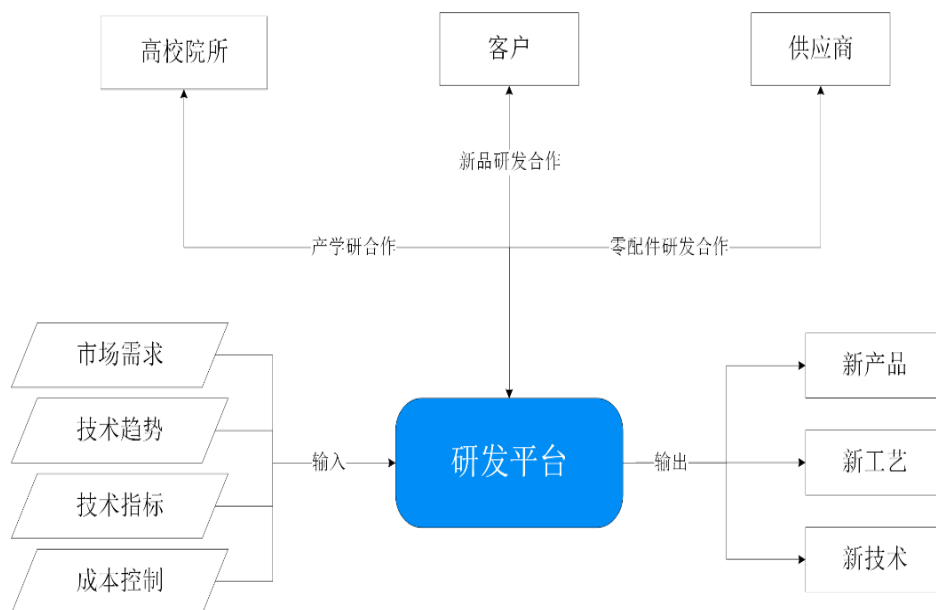 高校院所
客户
供应商
新品研发合作
产学研合作
零配件研发合作
市场需求
技术趋势
技术指标
成本控制
输入
研发平台
输出
新产品
新工艺
新技术